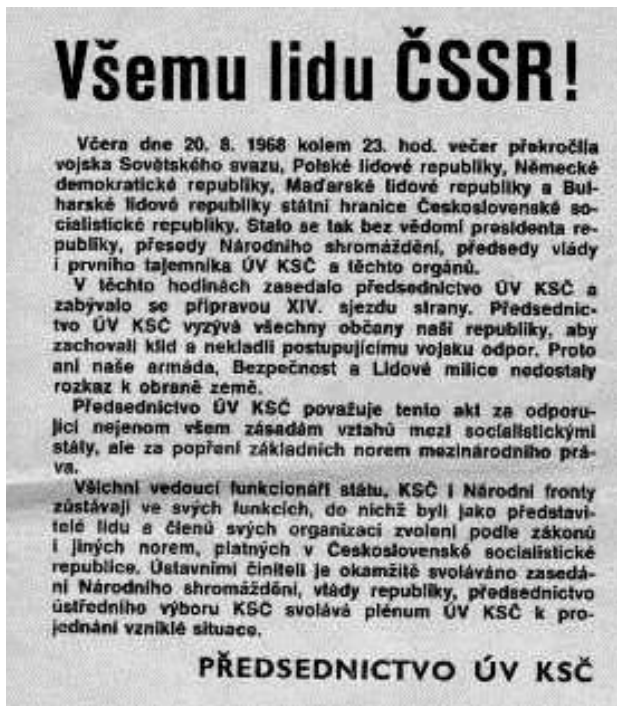 Všemu lidu ČSSR!
Včera dne 20. 8. 1968 kolem 23. hod. večer překročila
vojska Sovětského svazu, Polské lidové republiky, Německé
demokratické republiky, Maďarské lidové republiky a Bul-
harské lidové republiky státní hranice Československé so-
cialistické republiky. Stalo se tak bez vědomí presidenta re-
publiky, přesedy Národního shromáždění, předsedy vlády
i prvního tajemníka ÚV KSČ a těchto orgánů.
V těchto hodinách zasedalo předsednictvo ÚV KSČ a
zabývalo se přípravou XIV. sjezdu strany. Předsednic-
tvo ÚV KSČ vyzývá všechny občany naší republiky, aby
zachovali klid a nekladli postupujícímu vojsku odpor. Proto
ani naše armáda, Bezpečnost a Lidové milice nedostaly
rozkaz k obraně země.
Předsednictvo ÚV KSČ považuje tento akt za odporu-
jící nejenom všem zásadám vztahů mezi socialistickými
státy, ale za popření základních norem mezinárodního prá-
va.
Všichni vedoucí funkcionáři státu, KSČ i Národní fronty
zůstávají ve svých funkcích, do nichž byli jako představi-
telé lidu a členů svých organizací zvoleni podle zákonů
i jiných norem, platných v Československé socialistické
republice. Ústavními činiteli je okamžitě svoláváno zasedá-
ní Národního shromáždění, vlády republiky, předsednictvo
ústředního výboru KSČ svolává plénum ÚV KSČ k pro-
jednání vzniklé situace.
PŘEDSEDNICTVO ÚV KSČ